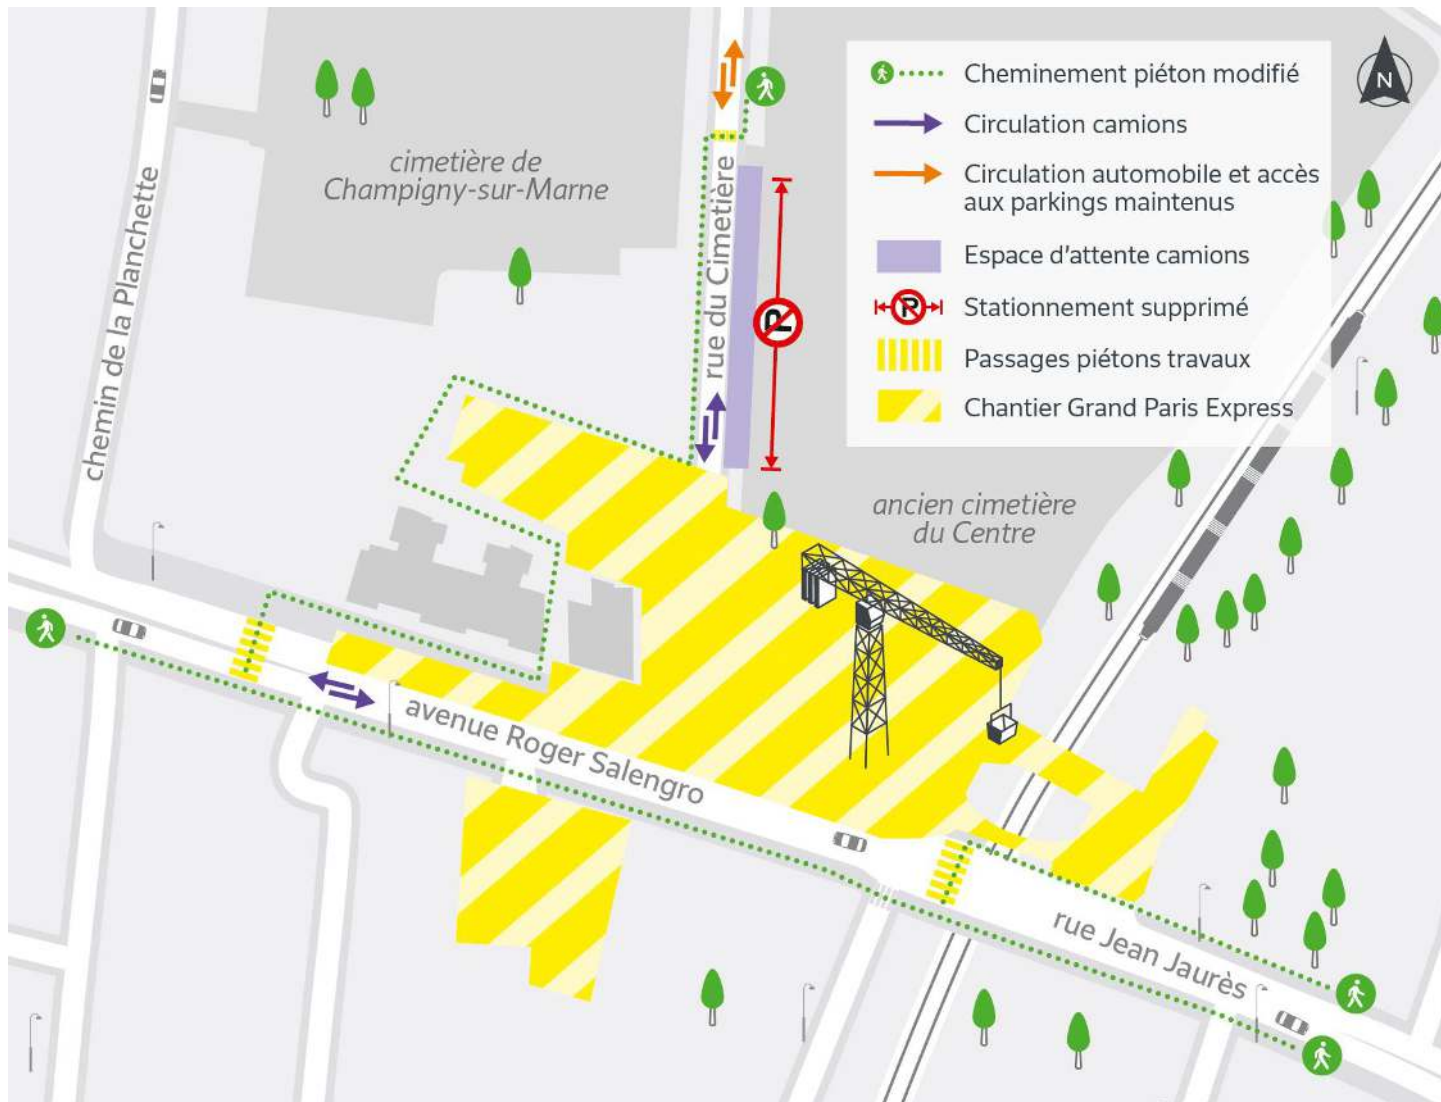 Cheminement piéton modifié
Circulation camions
Circulation automobile et accès
aux parkings maintenus
Espace d'attente camions
P
Stationnement supprimé
Passages piétons travaux
Chantier Grand Paris Express
N
cimetière de
Champigny-sur-Marne
chemin de la Planchette
rue du Cimetière
P
ancien cimetière
du Centre
avenue Roger Salengro
rue Jean Jaurès